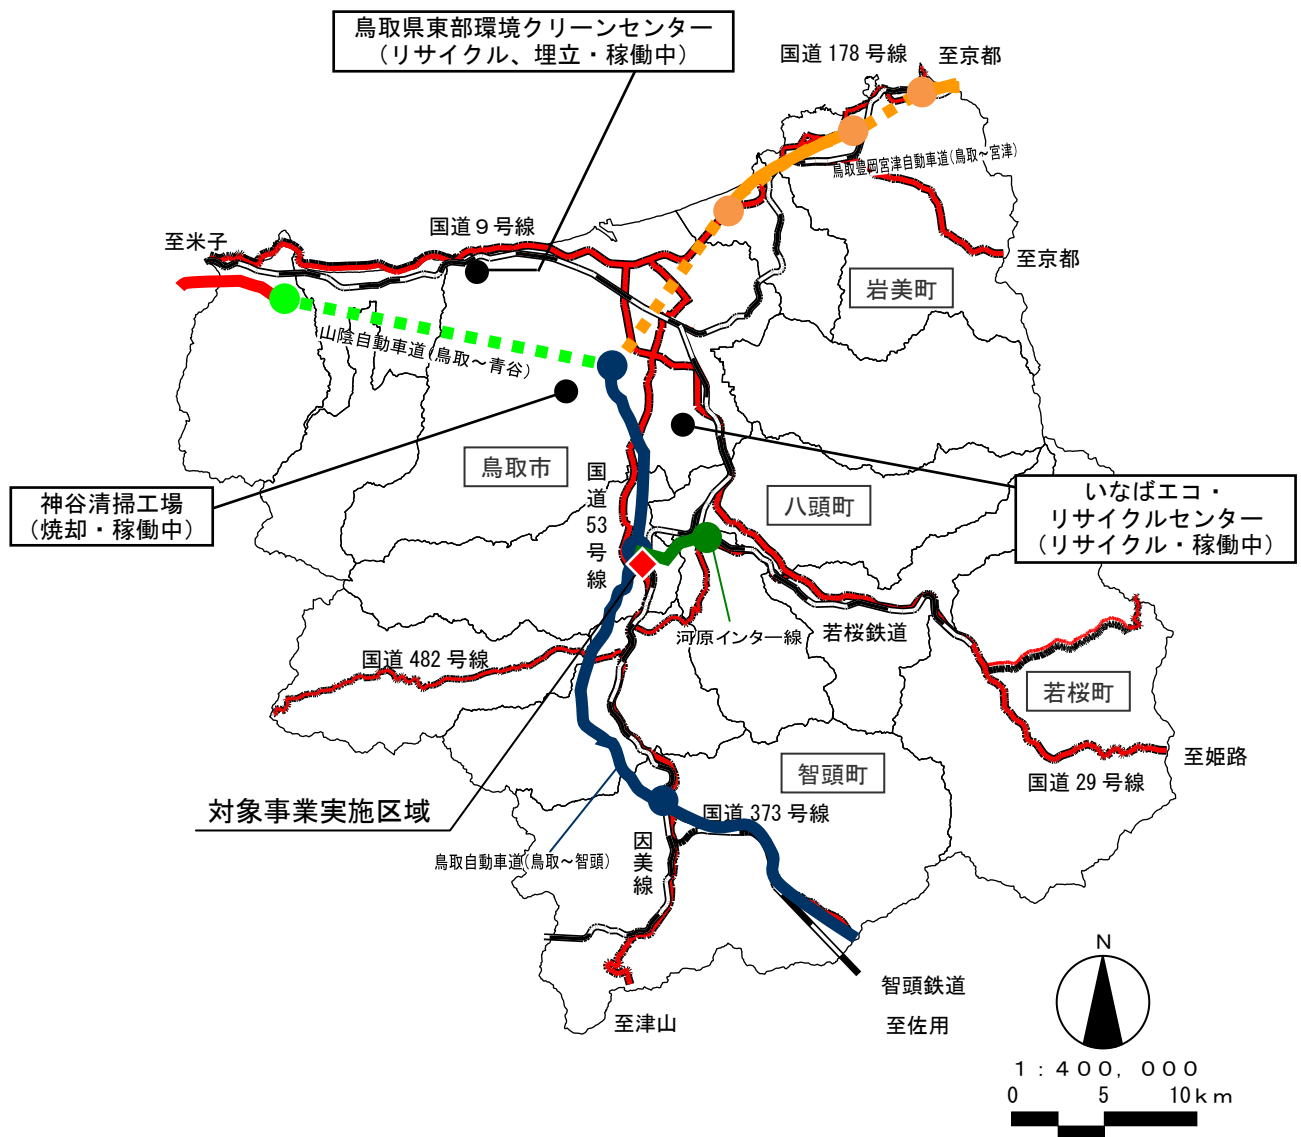 鳥取県東部環境クリーンセンター
（リサイクル、埋立・稼働中）
国道 178 号線
至京都
鳥取豊岡宮津自動車道(鳥取～宮津)
国道９号線
至米子
至京都
岩美町
山陰自動車道(鳥取～青谷)
鳥取市
国道53号線
八頭町
神谷清掃工場
（焼却・稼働中）
いなばエコ・
リサイクルセンター
（リサイクル・稼働中）
河原インター線
若桜鉄道
国道 482 号線
若桜町
至姫路
智頭町
国道 29 号線
対象事業実施区域
国道 373 号線
鳥取自動車道(鳥取～智頭)
因美線
N
智頭鉄道
至津山
至佐用
１：４００，０００
0 5 10ｋｍ